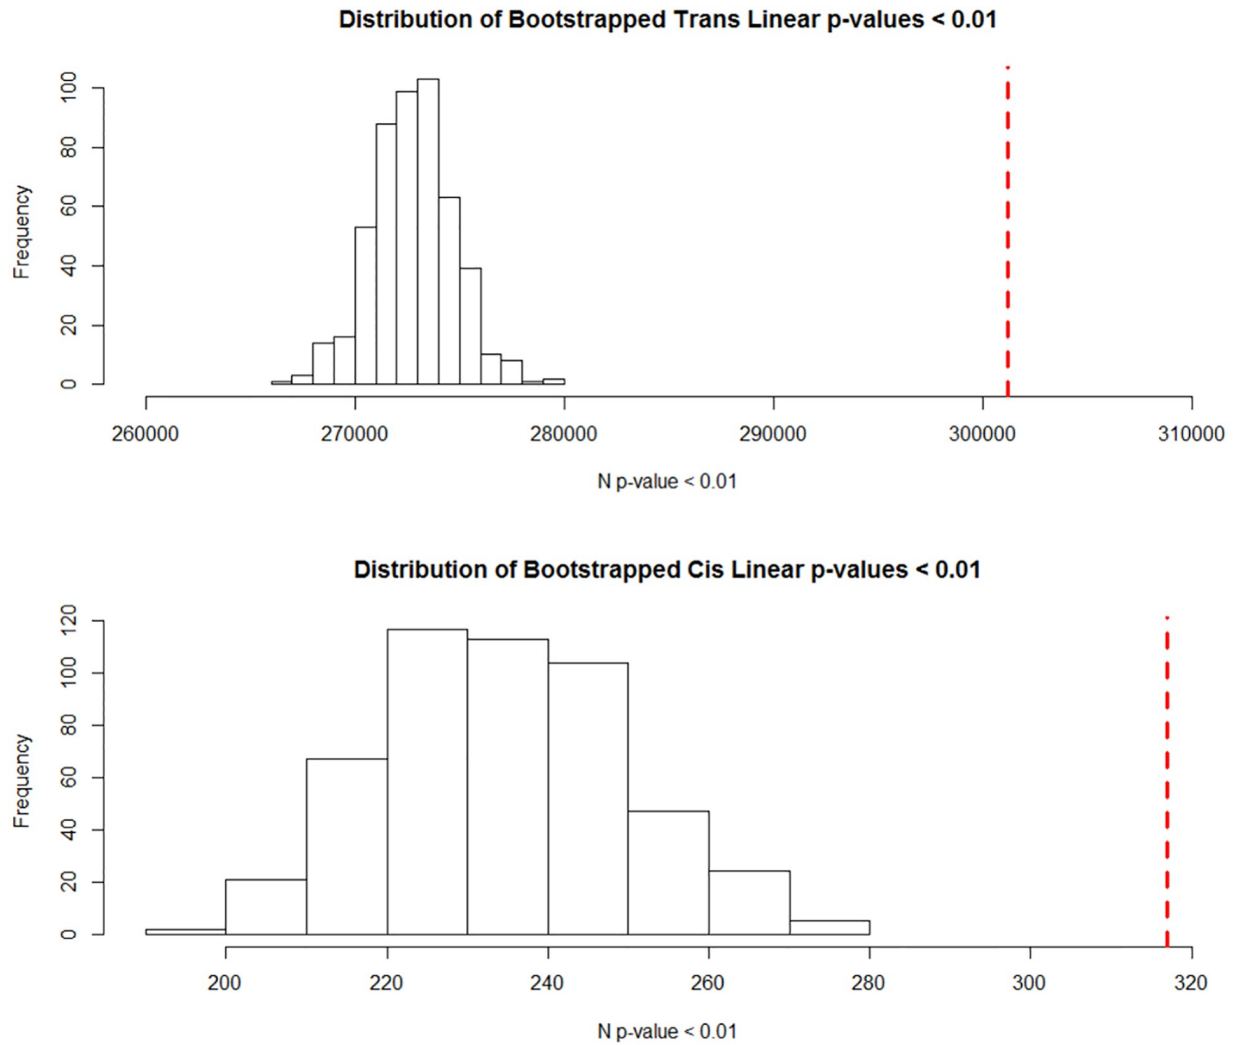 Distribution of Bootstrapped Trans Linear p-values < 0.01
Frequency
100
80
60
40
20
0
260000 270000 280000 290000 300000 310000
N p-value < 0.01
Distribution of Bootstrapped Cis Linear p-values < 0.01
Frequency
120
100
80
60
40
20
0
200 220 240 260 280 300 320
N p-value < 0.01